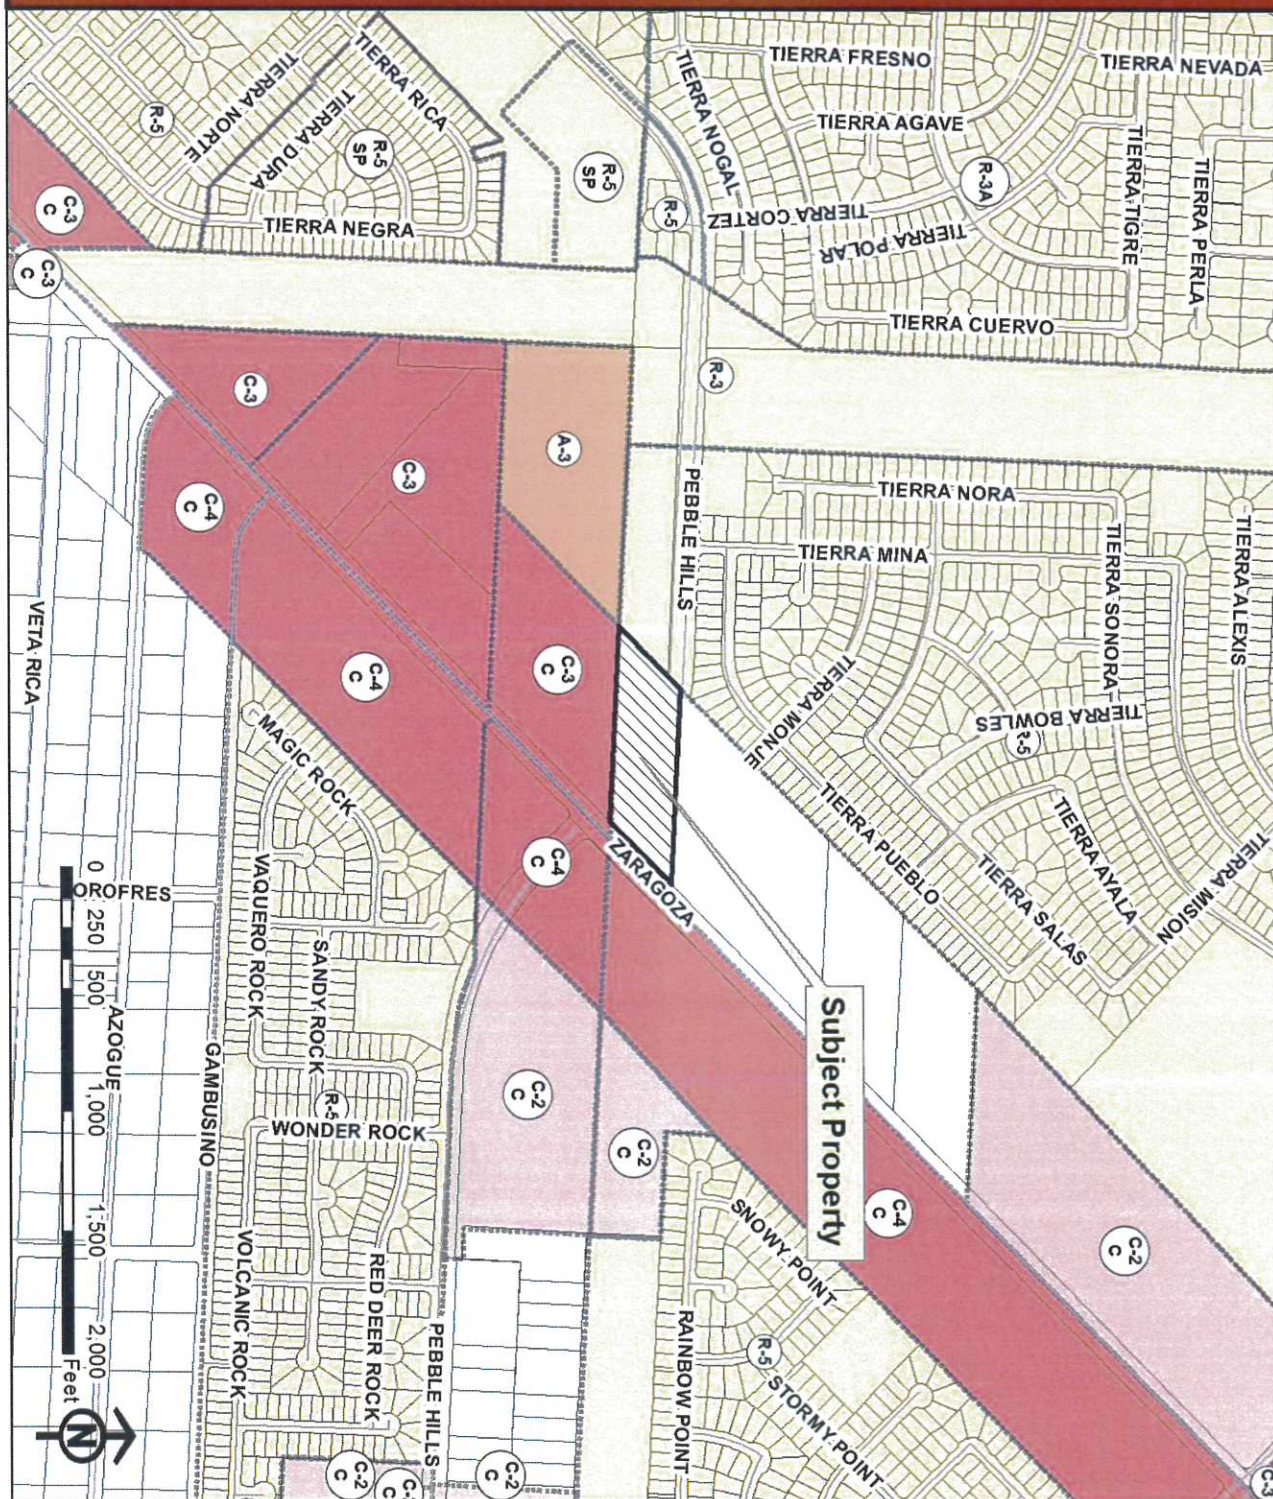 TIERRA FRESNO
TIERRA NEVADA
TIERRA NOGAL
TIERRA AGAVE
TIERRA CORTEZ
TIERRA POLAR
R-3A
TIERRA TIGRE
TIERRA PERLA
TIERRA CUERVO
TIERRA RICA
TIERRA NORTE
TIERRA DURA
R-5
R-5
SP
R-5
SP
R-5
TIERRA NEGRA
C-3
C
C-3
C
C-3
C-3
A-3
R-3
PEBBLE HILLS
TIERRA NORA
TIERRA MINA
TIERRA SONORA
TIERRA ALEXIS
TIERRA BOWLES
R-5
TIERRA MONJE
TIERRA PUEBLO
TIERRA SALAS
TIERRA AYALA
TIERRA MISION
C-4
C
C-4
C
C-3
C
C-4
C
ZARAGOZA
Subject Property
VETA RICA
MAGIC ROCK
VAQUERO ROCK
SANDY ROCK
OROFRES
AZOGUE
GAMBUSINO
R-5
WONDER ROCK
VOLCANIC ROCK
RED DEER ROCK
PEBBLE HILLS
C-2
C
C-2
C
C-4
C
C-2
C
SNOWY POINT
RAINBOW POINT
R-5
STORMY POINT
C-2
C
C-2
C
0 250 500 1,000 1,500 2,000
Feet
N